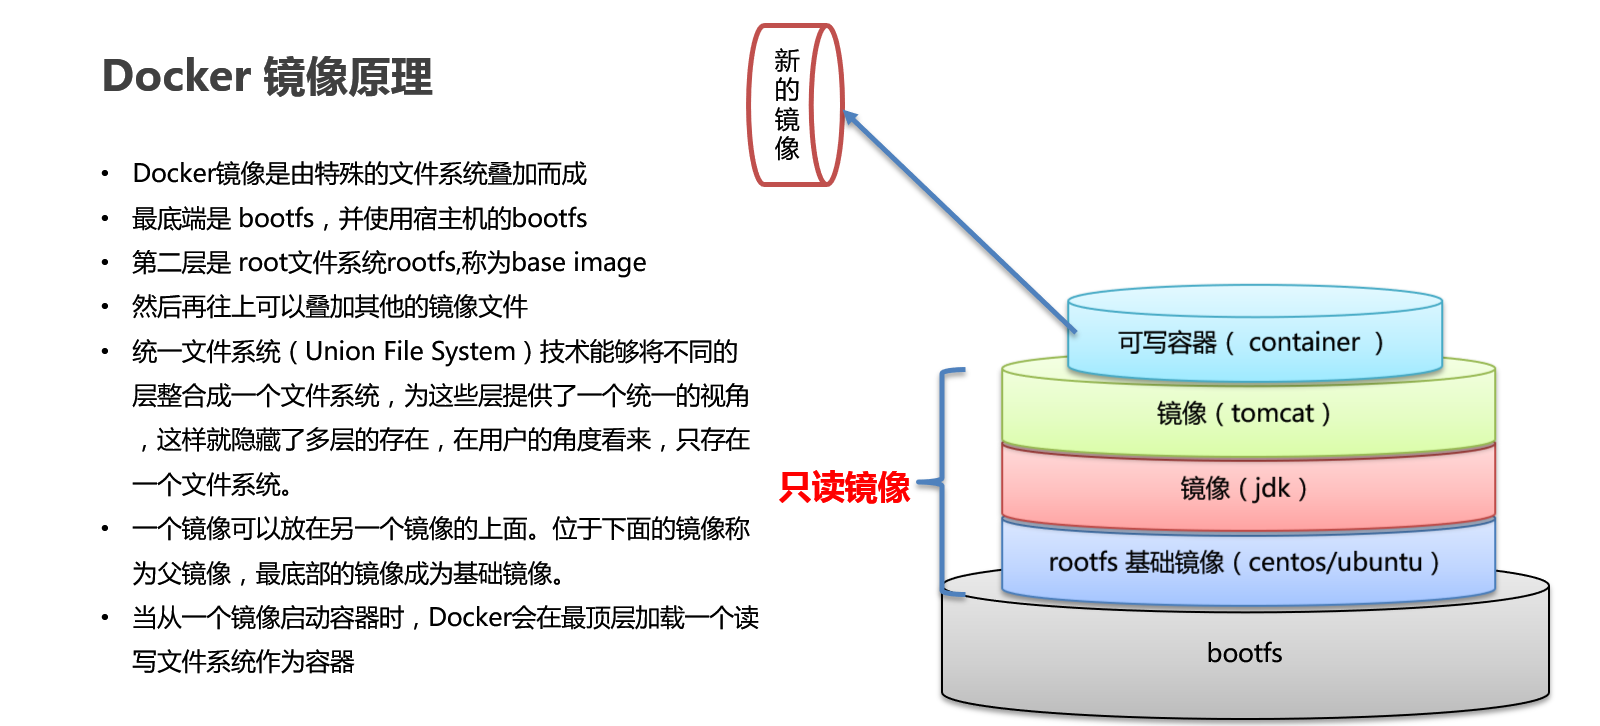 Docker 镜像原理
• Docker镜像是由特殊的文件系统叠加而成
• 最底端是 bootfs，并使用宿主机的bootfs
• 第二层是 root文件系统rootfs,称为base image
• 然后再往上可以叠加其他的镜像文件
• 统一文件系统（Union File System）技术能够将不同的
层整合成一个文件系统，为这些层提供了一个统一的视角
，这样就隐藏了多层的存在，在用户的角度看来，只存在
一个文件系统。
• 一个镜像可以放在另一个镜像的上面。位于下面的镜像称
为父镜像，最底部的镜像成为基础镜像。
• 当从一个镜像启动容器时，Docker会在最顶层加载一个读
写文件系统作为容器
新
的
镜
像
可写容器（ container ）
镜像（tomcat）
只读镜像
镜像（jdk）
rootfs 基础镜像（centos/ubuntu）
bootfs